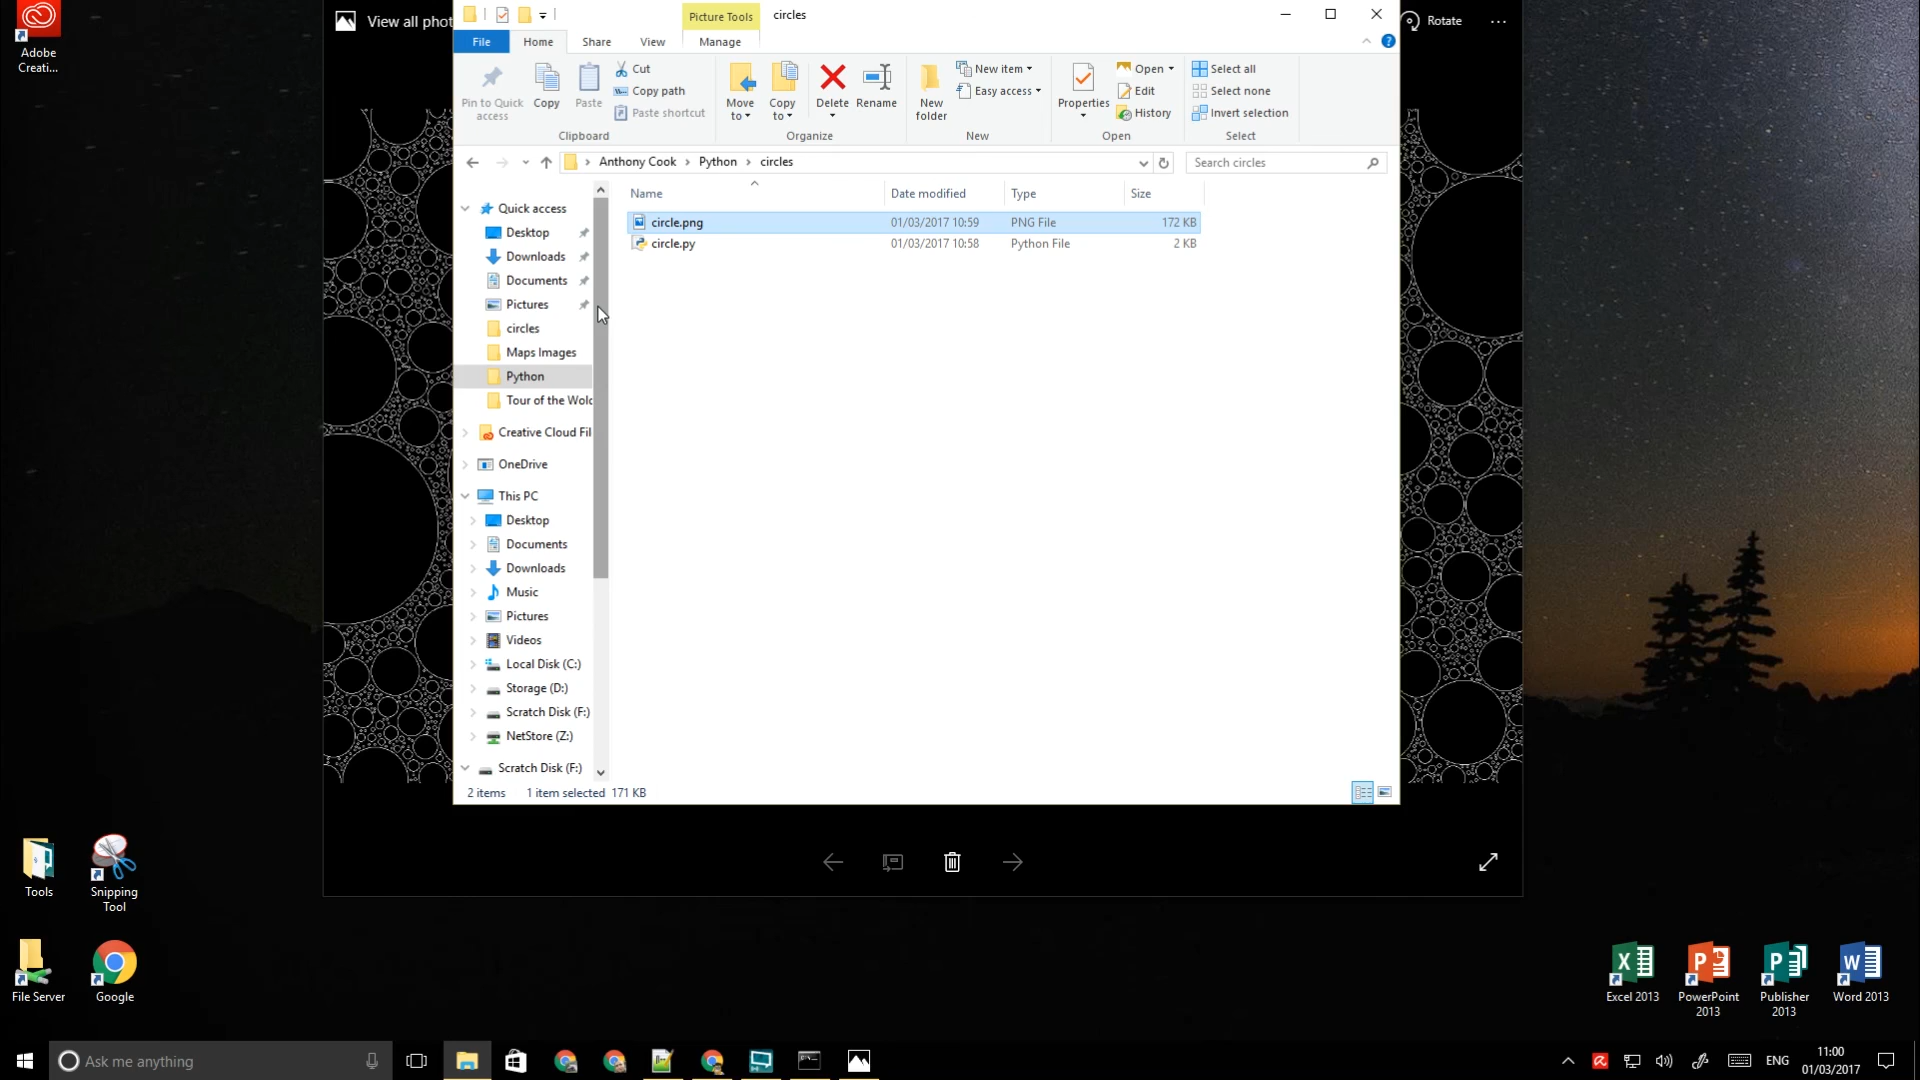 Adobe
Creati...
View all phot
Picture Tools
circles
Rotate
File
Home
Share
View
Manage
Pin to Quick
access
Copy
Paste
Cut
Copy path
Paste shortcut
Clipboard
Move
to
Copy
to
Delete
Rename
Organize
New
folder
New item
Easy access
New
Properties
Open
Edit
History
Open
Select all
Select none
Invert selection
Select
Anthony Cook
Python
circles
Search circles
Name
Date modified
Type
Size
circle.png
01/03/2017 10:59
PNG File
172 KB
circle.py
01/03/2017 10:58
Python File
2 KB
Quick access
Desktop
Downloads
Documents
Pictures
circles
Maps Images
Python
Tour of the Wolc
Creative Cloud Fil
OneDrive
This PC
Desktop
Documents
Downloads
Music
Pictures
Videos
Local Disk (C:)
Storage (D:)
Scratch Disk (F:)
NetStore (Z:)
Scratch Disk (F:)
2 items
1 item selected 171 KB
Tools
Snipping
Tool
File Server
Google
Excel 2013
PowerPoint
2013
Publisher
2013
Word 2013
Ask me anything
ENG
11:00
01/03/2017